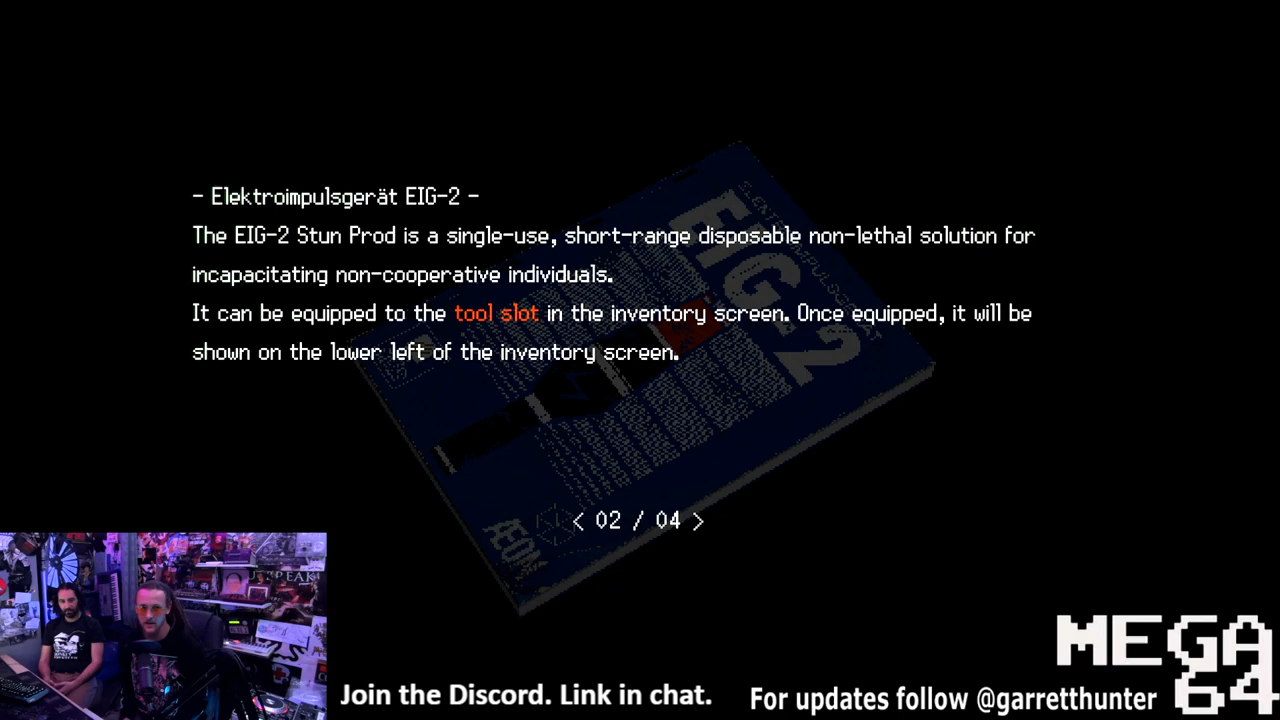 - Elektroimpulsgerät EIG-2 -
The EIG-2 Stun Prod is a single-use, short-range disposable non-lethal solution for
incapacitating non-cooperative individuals.
It can be equipped to the tool slot in the inventory screen. Once equipped, it will be
shown on the lower left of the inventory screen.
EIG-2
ÆON
< 02 / 04 >
MEGA
64
Join the Discord. Link in chat.
For updates follow @garretthunter